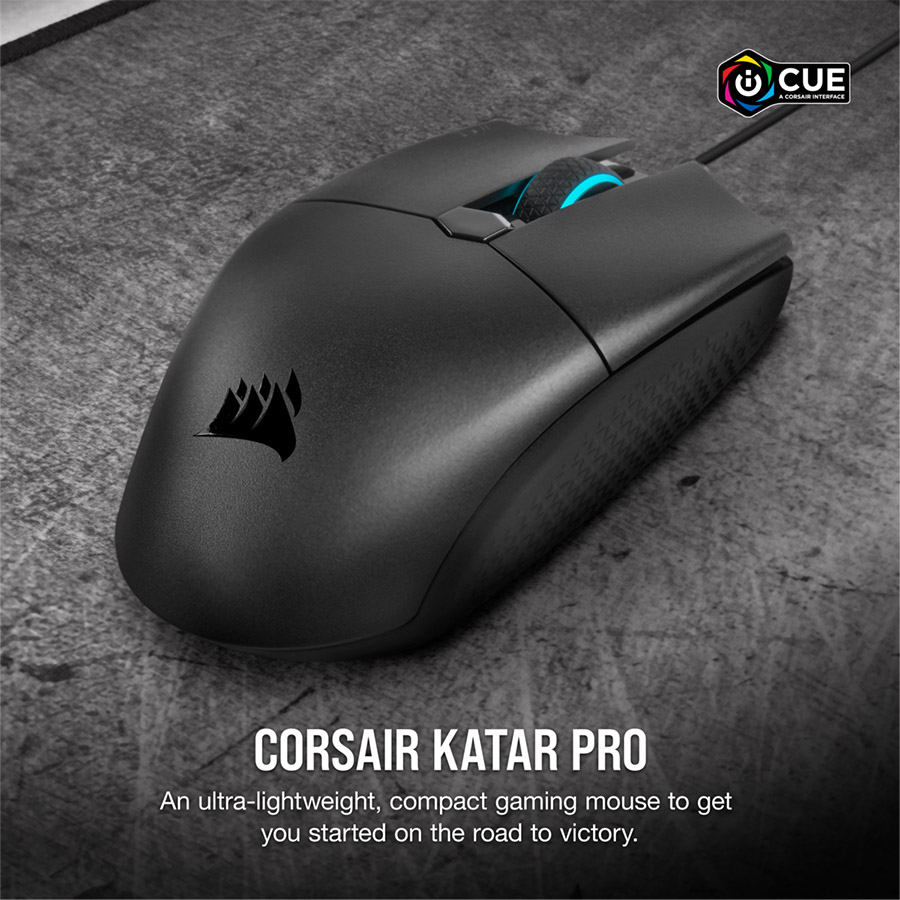 iCUE
A CORSAIR INTERFACE
CORSAIR KATAR PRO
An ultra-lightweight, compact gaming mouse to get
you started on the road to victory.